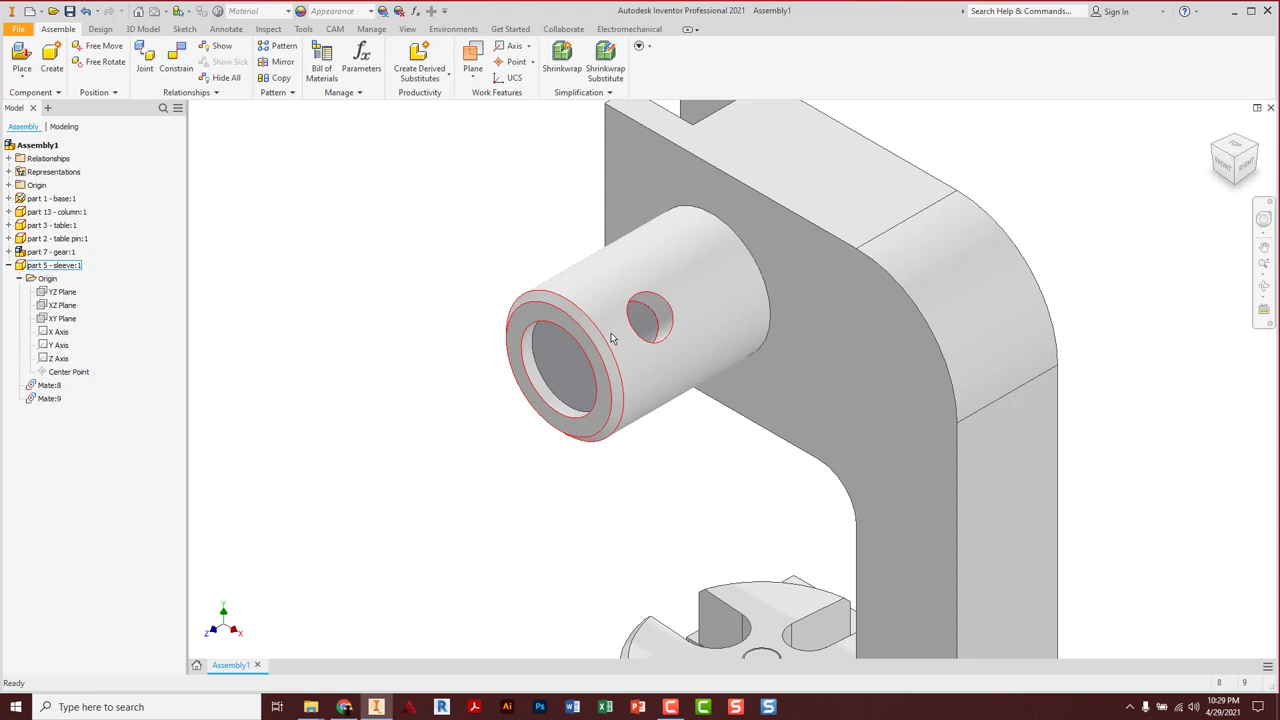 Material
Appearance
Autodesk Inventor Professional 2021 Assembly1
Search Help & Commands...
Sign In
File Assemble Design 3D Model Sketch Annotate Inspect Tools CAM Manage View Environments Get Started Collaborate Electromechanical
Place
Create
Free Move
Free Rotate
Joint
Constrain
Show
Show Sick
Hide All
Pattern
Mirror
Copy
Bill of
Materials
Parameters
Create Derived
Substitutes
Plane
Axis
Point
UCS
Shrinkwrap
Shrinkwrap
Substitute
Component Position Relationships Pattern Manage Productivity Work Features Simplification
Model
Assembly Modeling
Assembly1
Relationships
Representations
Origin
part 1 - base:1
part 13 - column:1
part 3 - table:1
part 2 - table pin:1
part 7 - gear:1
part 5 - sleeve:1
Origin
YZ Plane
XZ Plane
XY Plane
X Axis
Y Axis
Z Axis
Center Point
Mate:8
Mate:9
TOP
FRONT
RIGHT
Y
Z
X
Assembly1
Ready
8 9
Type here to search
10:29 PM
4/29/2021